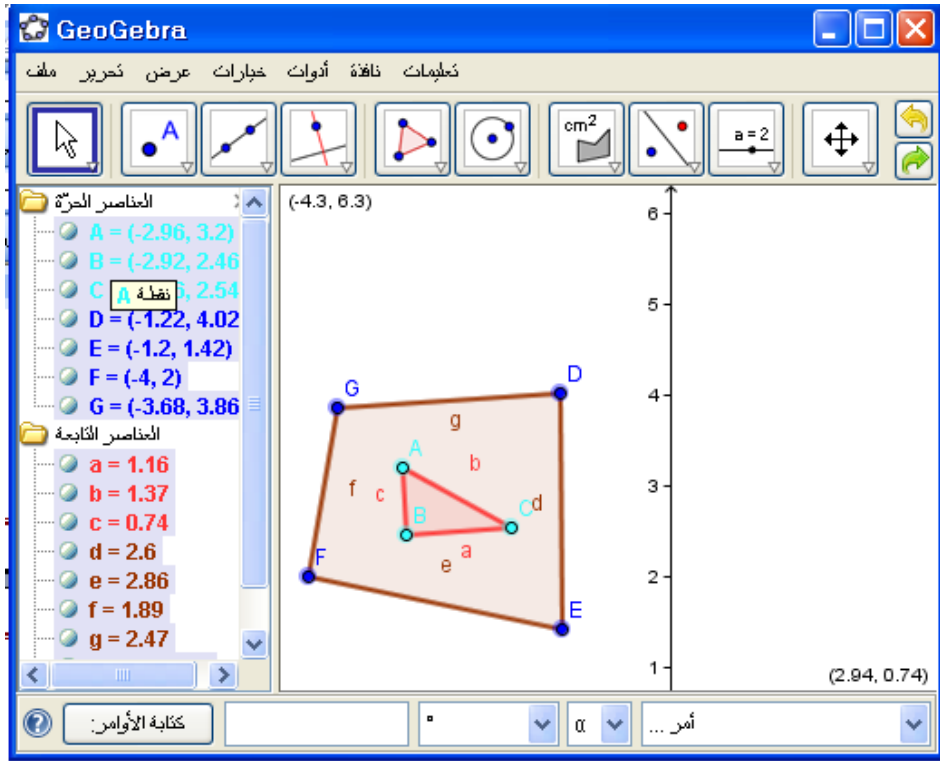 GeoGebra
ملف تحرير عرض خيارات أدوات نافذة تعليمات
A
cm²
a = 2
العناصر الحرّة
A = (-2.96, 3.2)
B = (-2.92, 2.46
C
6, 2.54
نقطة A
D = (-1.22, 4.02
E = (-1.2, 1.42)
F = (-4, 2)
G = (-3.68, 3.86
العناصر التابعة
a = 1.16
b = 1.37
c = 0.74
d = 2.6
e = 2.86
f = 1.89
g = 2.47
(-4.3, 6.3)
6
5
4
3
2
1
G
D
g
A
b
f
c
B
C
d
a
e
F
E
(2.94, 0.74)
كتابة الأوامر:
°
α
أمر ...